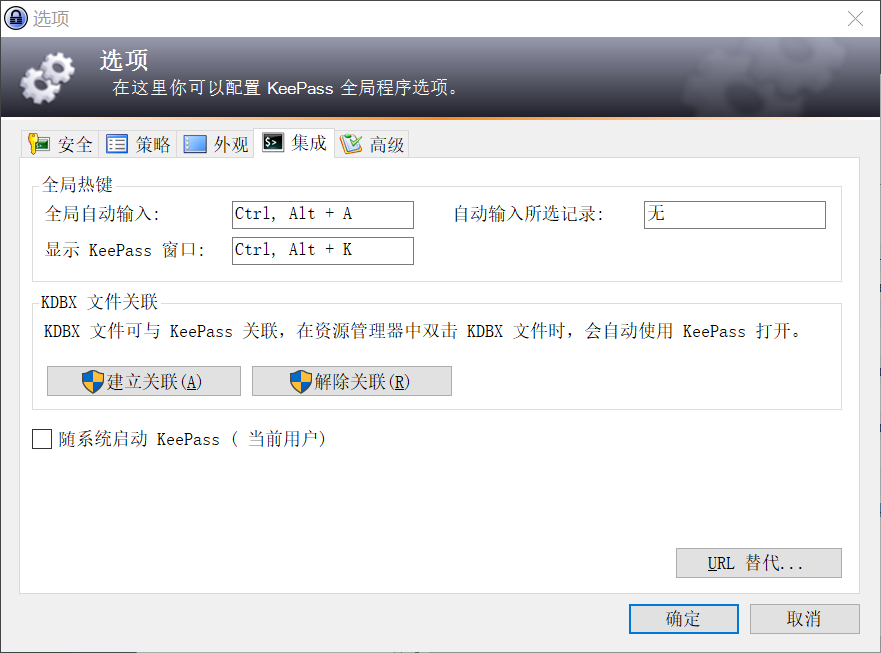 选项
选项
在这里你可以配置 KeePass 全局程序选项。
安全 策略 外观 集成 高级
全局热键
全局自动输入: Ctrl, Alt + A 自动输入所选记录: 无
显示 KeePass 窗口: Ctrl, Alt + K
KDBX 文件关联
KDBX 文件可与 KeePass 关联，在资源管理器中双击 KDBX 文件时，会自动使用 KeePass 打开。
建立关联(A) 解除关联(R)
随系统启动 KeePass ( 当前用户)
URL 替代...
确定 取消